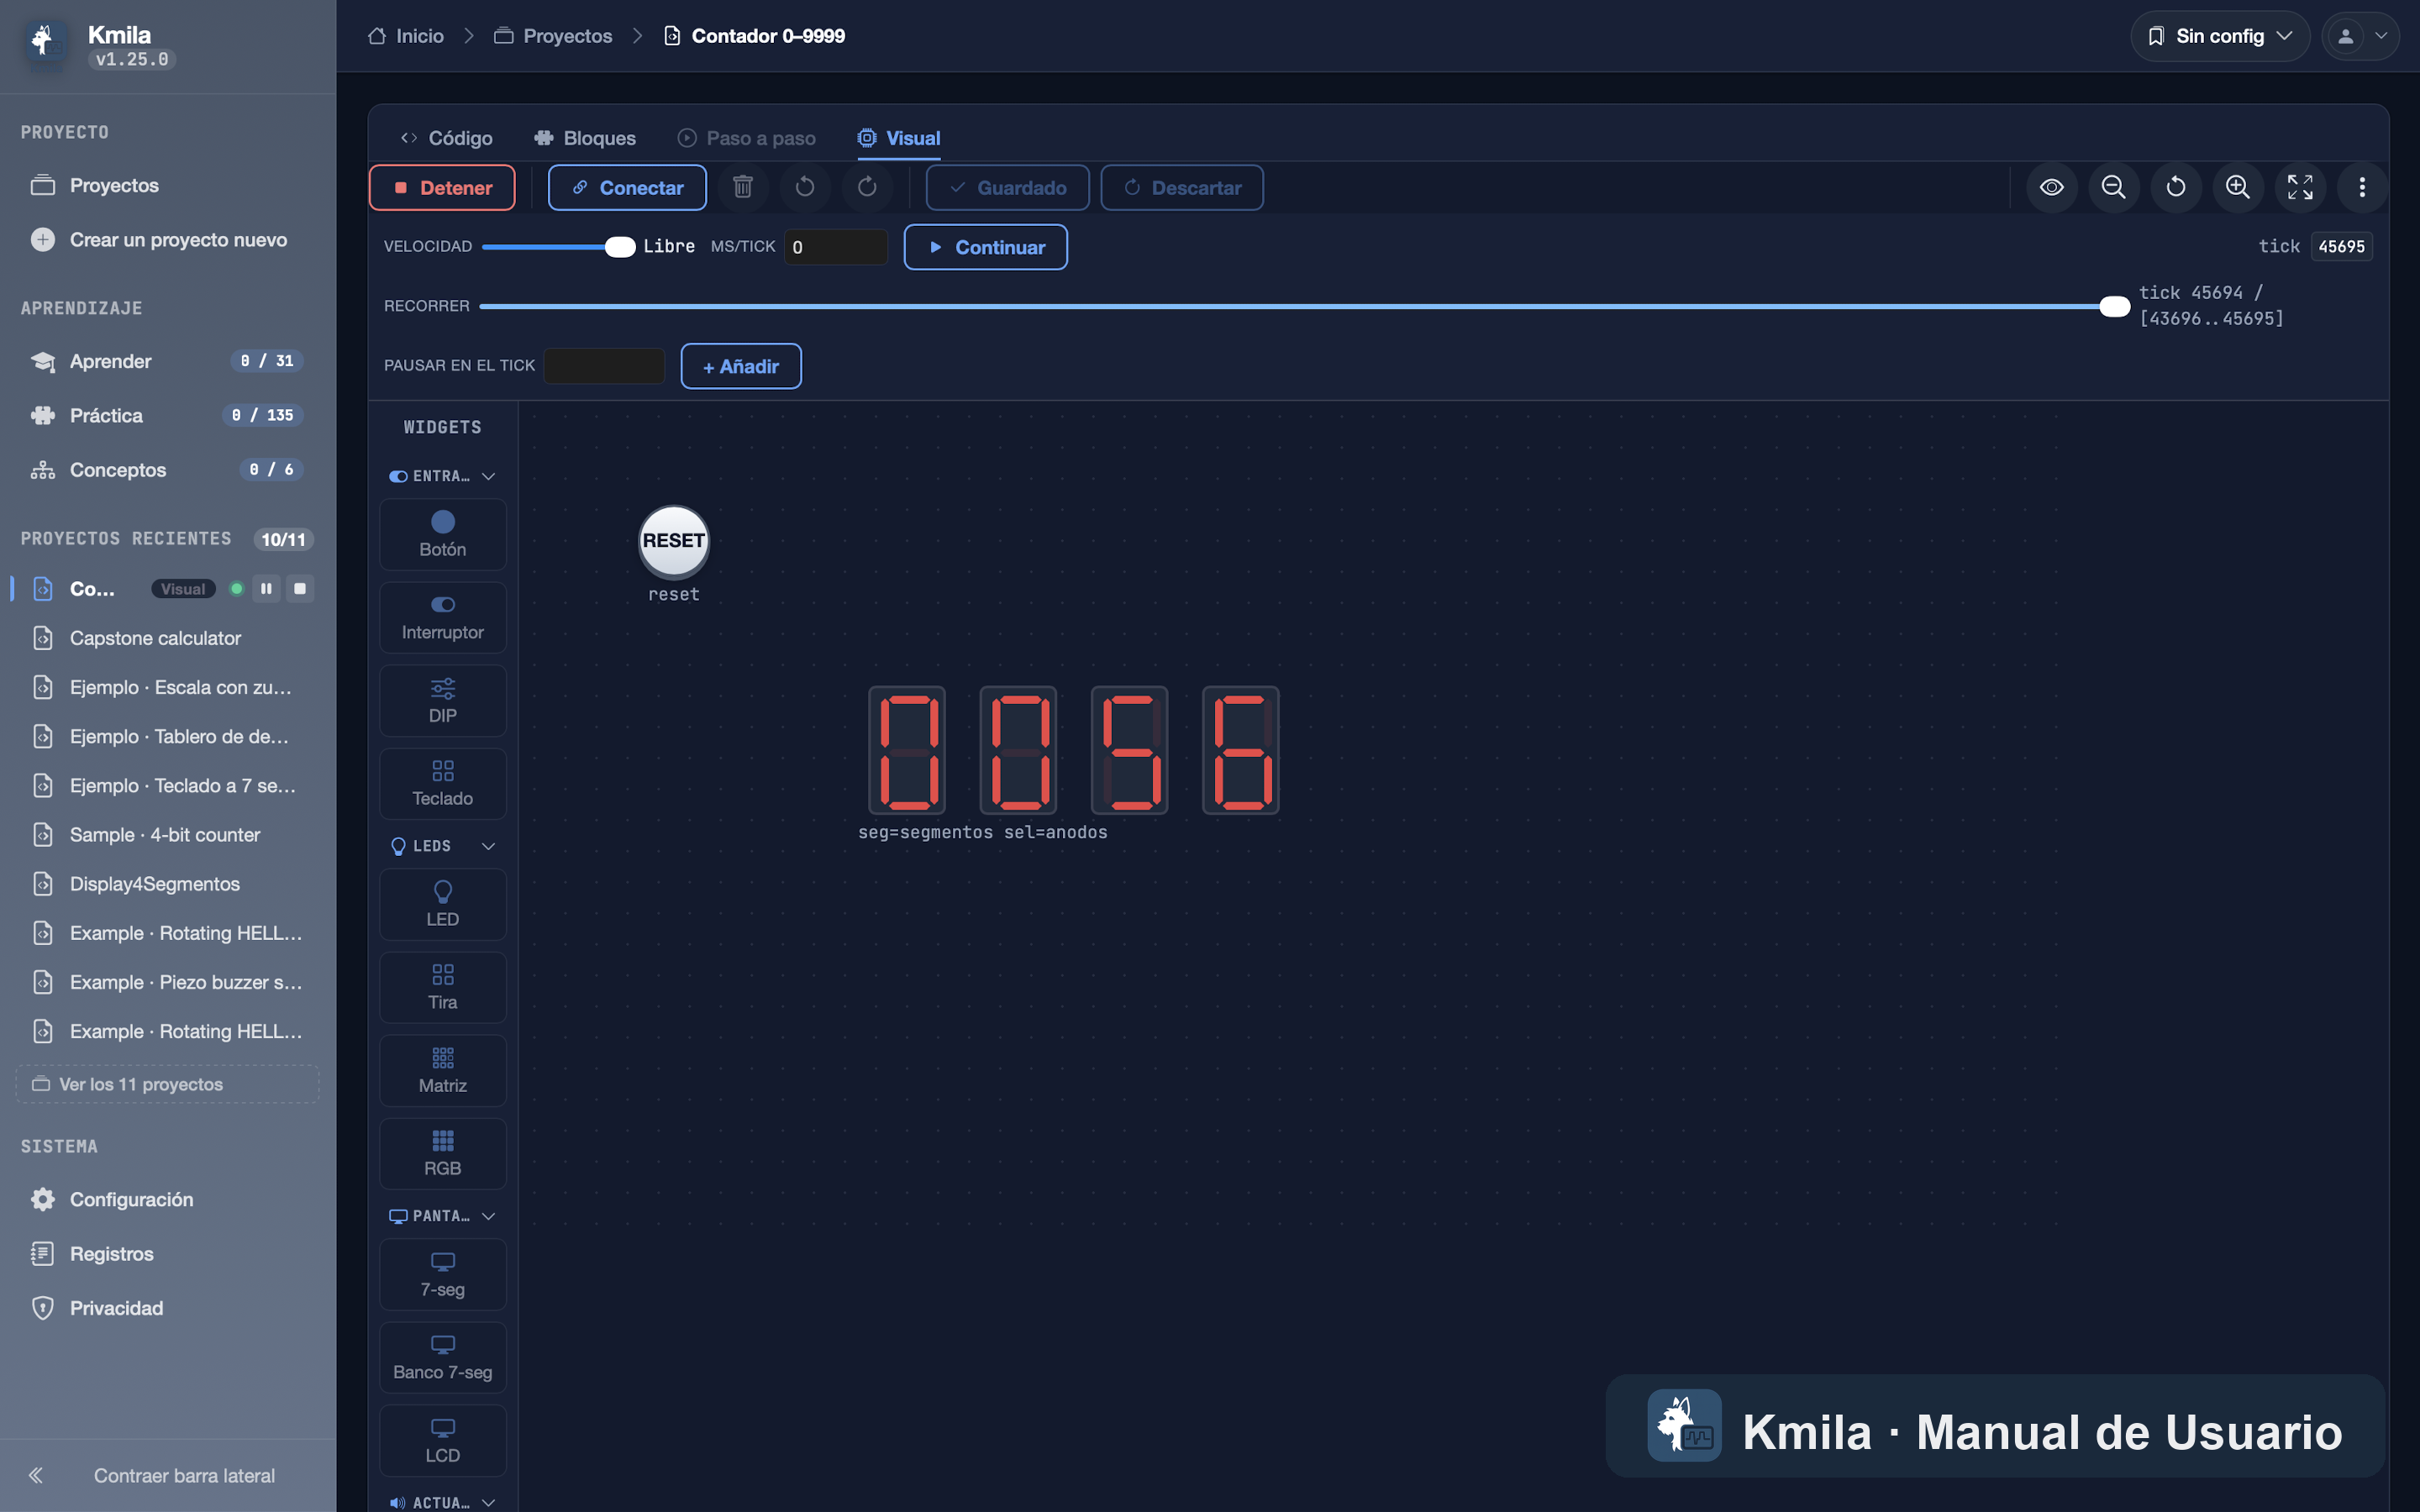 Kmila
v1.25.0
PROYECTO
Proyectos
Crear un proyecto nuevo
APRENDIZAJE
Aprender 0 / 31
Práctica 0 / 135
Conceptos 0 / 6
PROYECTOS RECIENTES 10/11
Co... Visual
Capstone calculator
Ejemplo · Escala con zu...
Ejemplo · Tablero de de...
Ejemplo · Teclado a 7 se...
Sample · 4-bit counter
Display4Segmentos
Example · Rotating HELL...
Example · Piezo buzzer s...
Example · Rotating HELL...
Ver los 11 proyectos
SISTEMA
Configuración
Registros
Privacidad
Contraer barra lateral
Inicio Proyectos Contador 0–9999
Sin config
Código Bloques Paso a paso Visual
Detener Conectar Guardado Descartar
VELOCIDAD Libre MS/TICK 0 Continuar tick 45695
RECORRER tick 45694 /
[43696..45695]
PAUSAR EN EL TICK + Añadir
WIDGETS
ENTRA...
Botón
Interruptor
DIP
Teclado
LEDS
LED
Tira
Matriz
RGB
PANTA...
7-seg
Banco 7-seg
LCD
ACTUA...
RESET
reset
0056
seg=segmentos sel=anodos
Kmila · Manual de Usuario